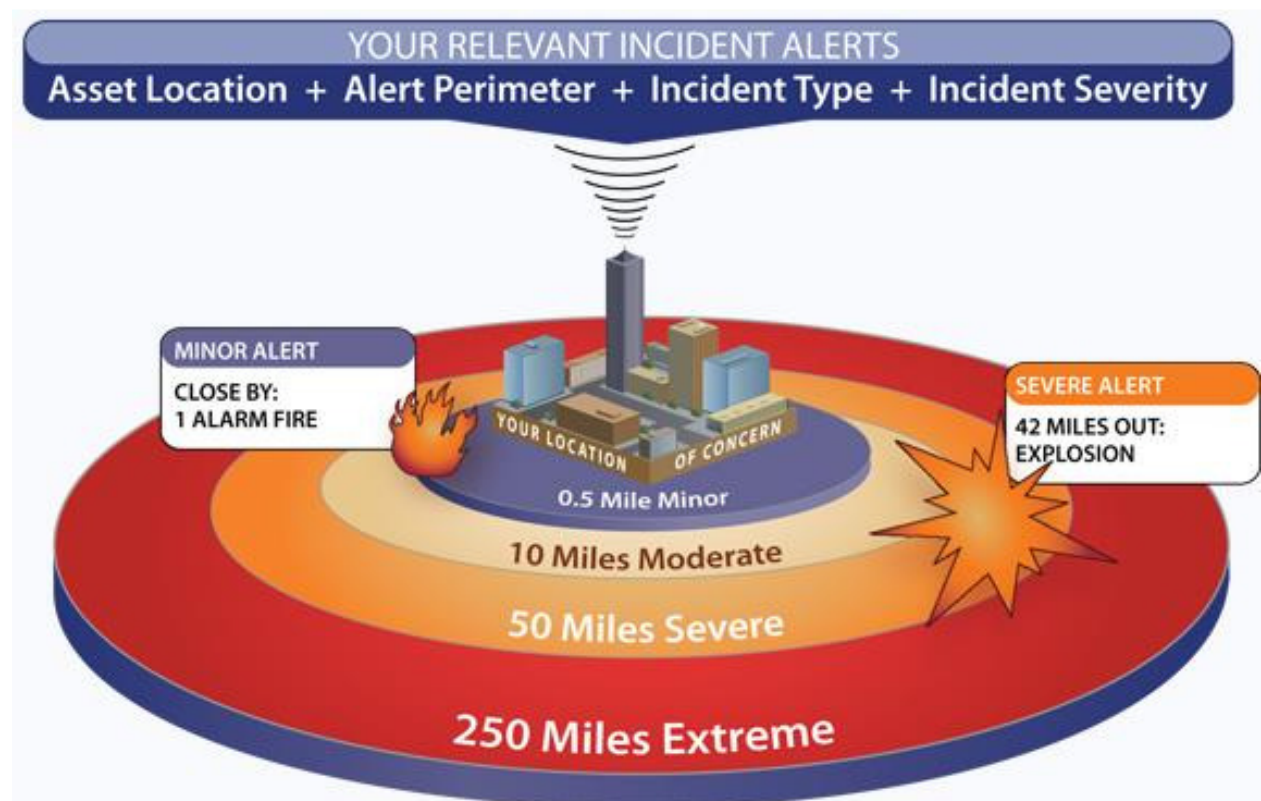 YOUR RELEVANT INCIDENT ALERTS
Asset Location + Alert Perimeter + Incident Type + Incident Severity
MINOR ALERT
CLOSE BY:
1 ALARM FIRE
SEVERE ALERT
42 MILES OUT:
EXPLOSION
YOUR LOCATION OF CONCERN
0.5 Mile Minor
10 Miles Moderate
50 Miles Severe
250 Miles Extreme